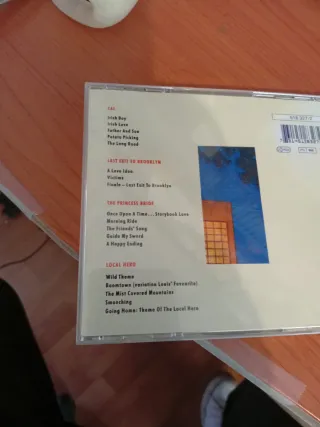 CAL
Irish Boy
Irish Love
Father And Son
Potato Picking
The Long Road
LAST EXIT TO BROOKLYN
A Love Idea
Victims
Finale - Last Exit To Brooklyn
THE PRINCESS BRIDE
Once Upon A Time...Storybook Love
Morning Ride
The Friends' Song
Guide My Sword
A Happy Ending
LOCAL HERO
Wild Theme
Boomtown (variation Louis' Favourite)
The Mist Covered Mountains
Smooching
Going Home: Theme Of The Local Hero